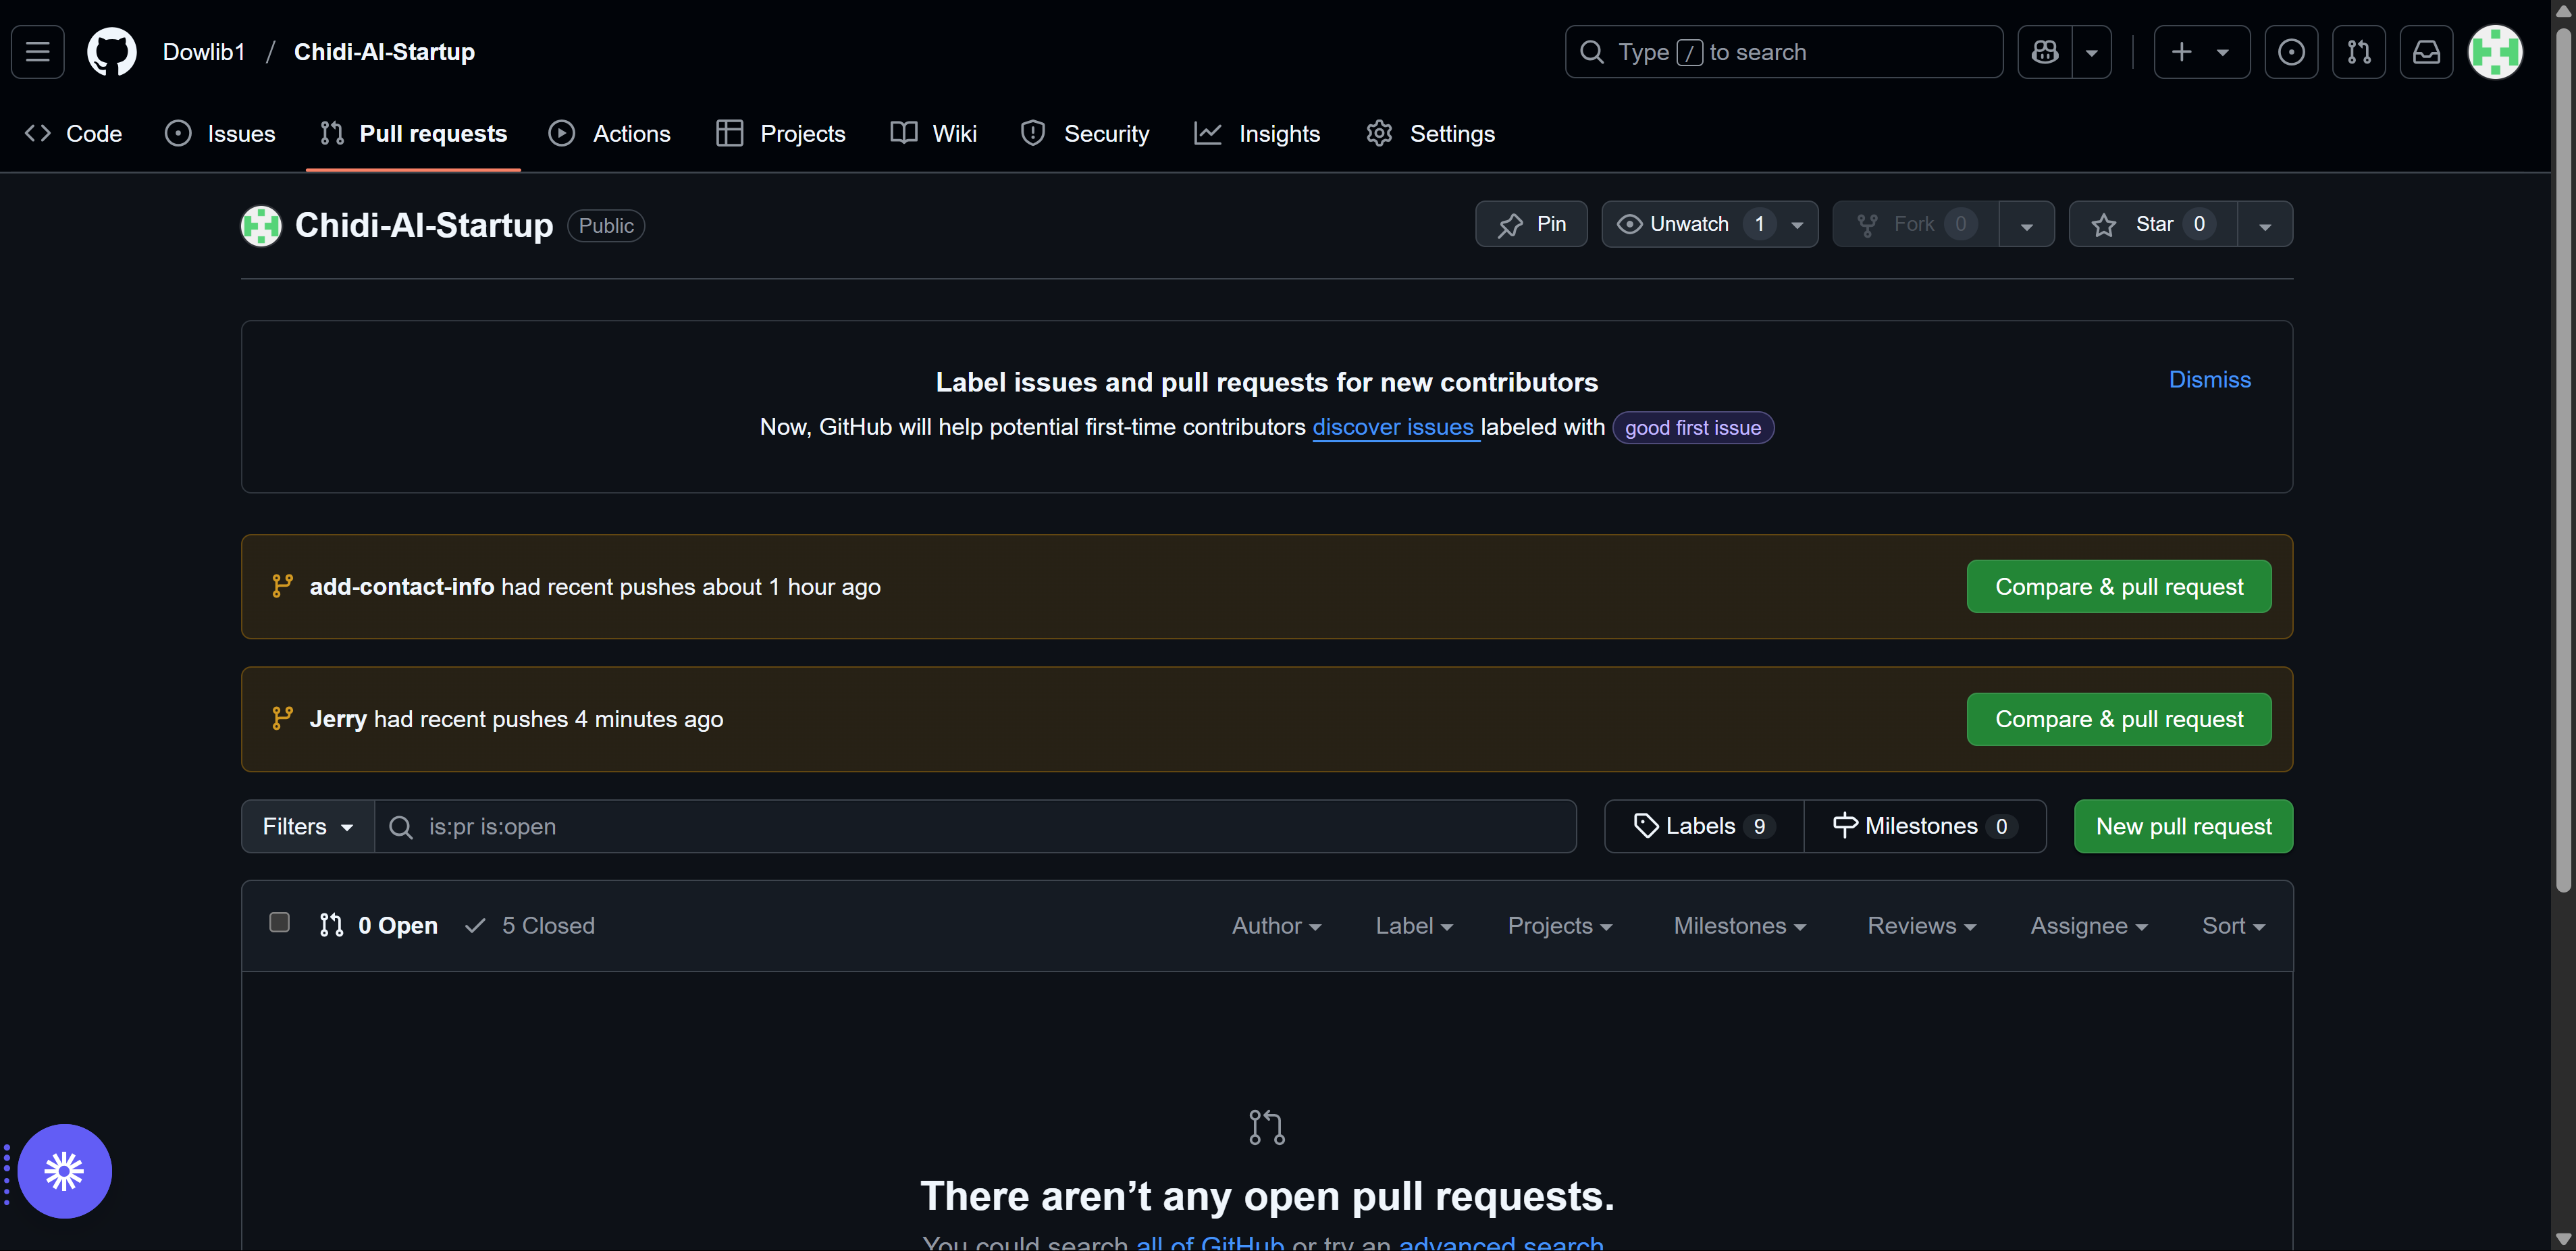 Dowlib1 / Chidi-AI-Startup
Type / to search
Code Issues Pull requests Actions Projects Wiki Security Insights Settings
Chidi-AI-Startup Public
Pin Unwatch 1 Fork 0 Star 0
Label issues and pull requests for new contributors
Dismiss
Now, GitHub will help potential first-time contributors discover issues labeled with good first issue
add-contact-info had recent pushes about 1 hour ago
Compare & pull request
Jerry had recent pushes 4 minutes ago
Compare & pull request
Filters is:pr is:open Labels 9 Milestones 0 New pull request
0 Open 5 Closed Author Label Projects Milestones Reviews Assignee Sort
There aren’t any open pull requests.
You could search all of GitHub or try an advanced search